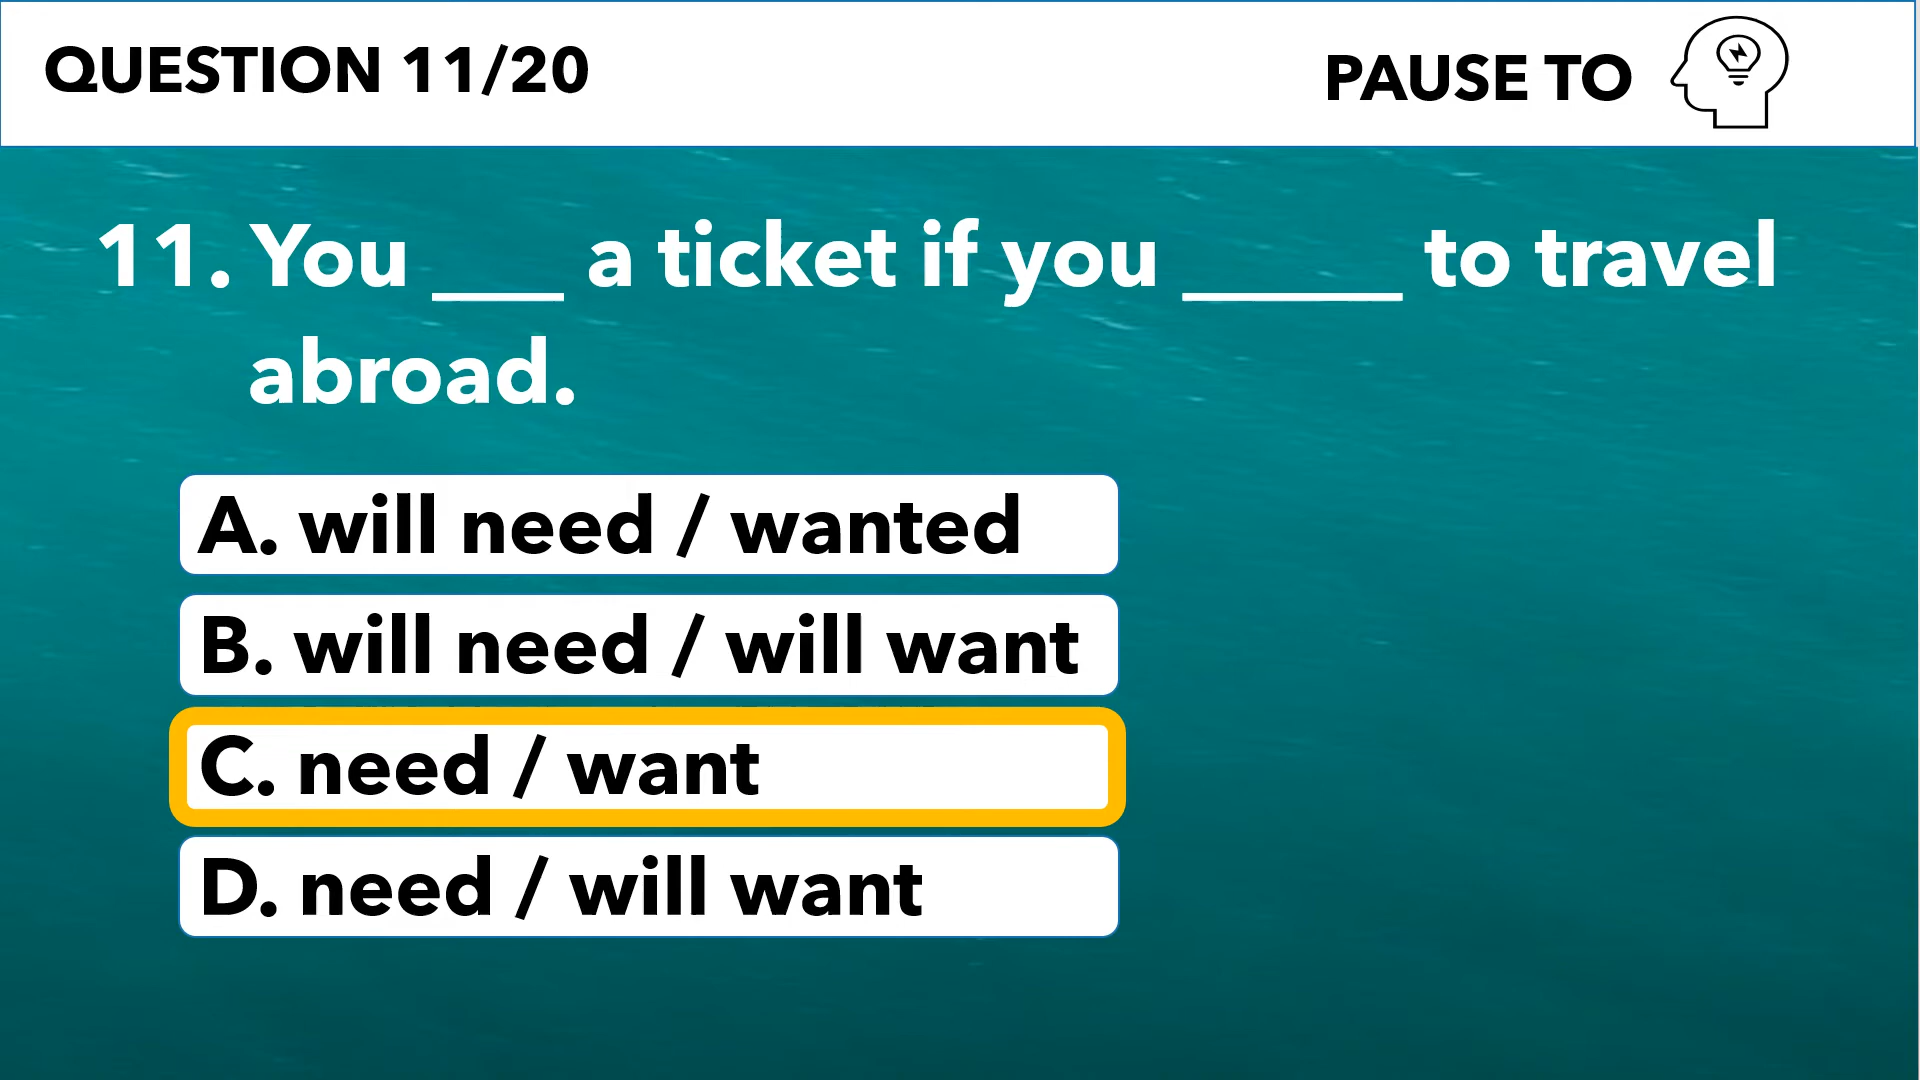 QUESTION 11/20
PAUSE TO
11. You ___ a ticket if you _____ to travel
abroad.
A. will need / wanted
B. will need / will want
C. need / want
D. need / will want